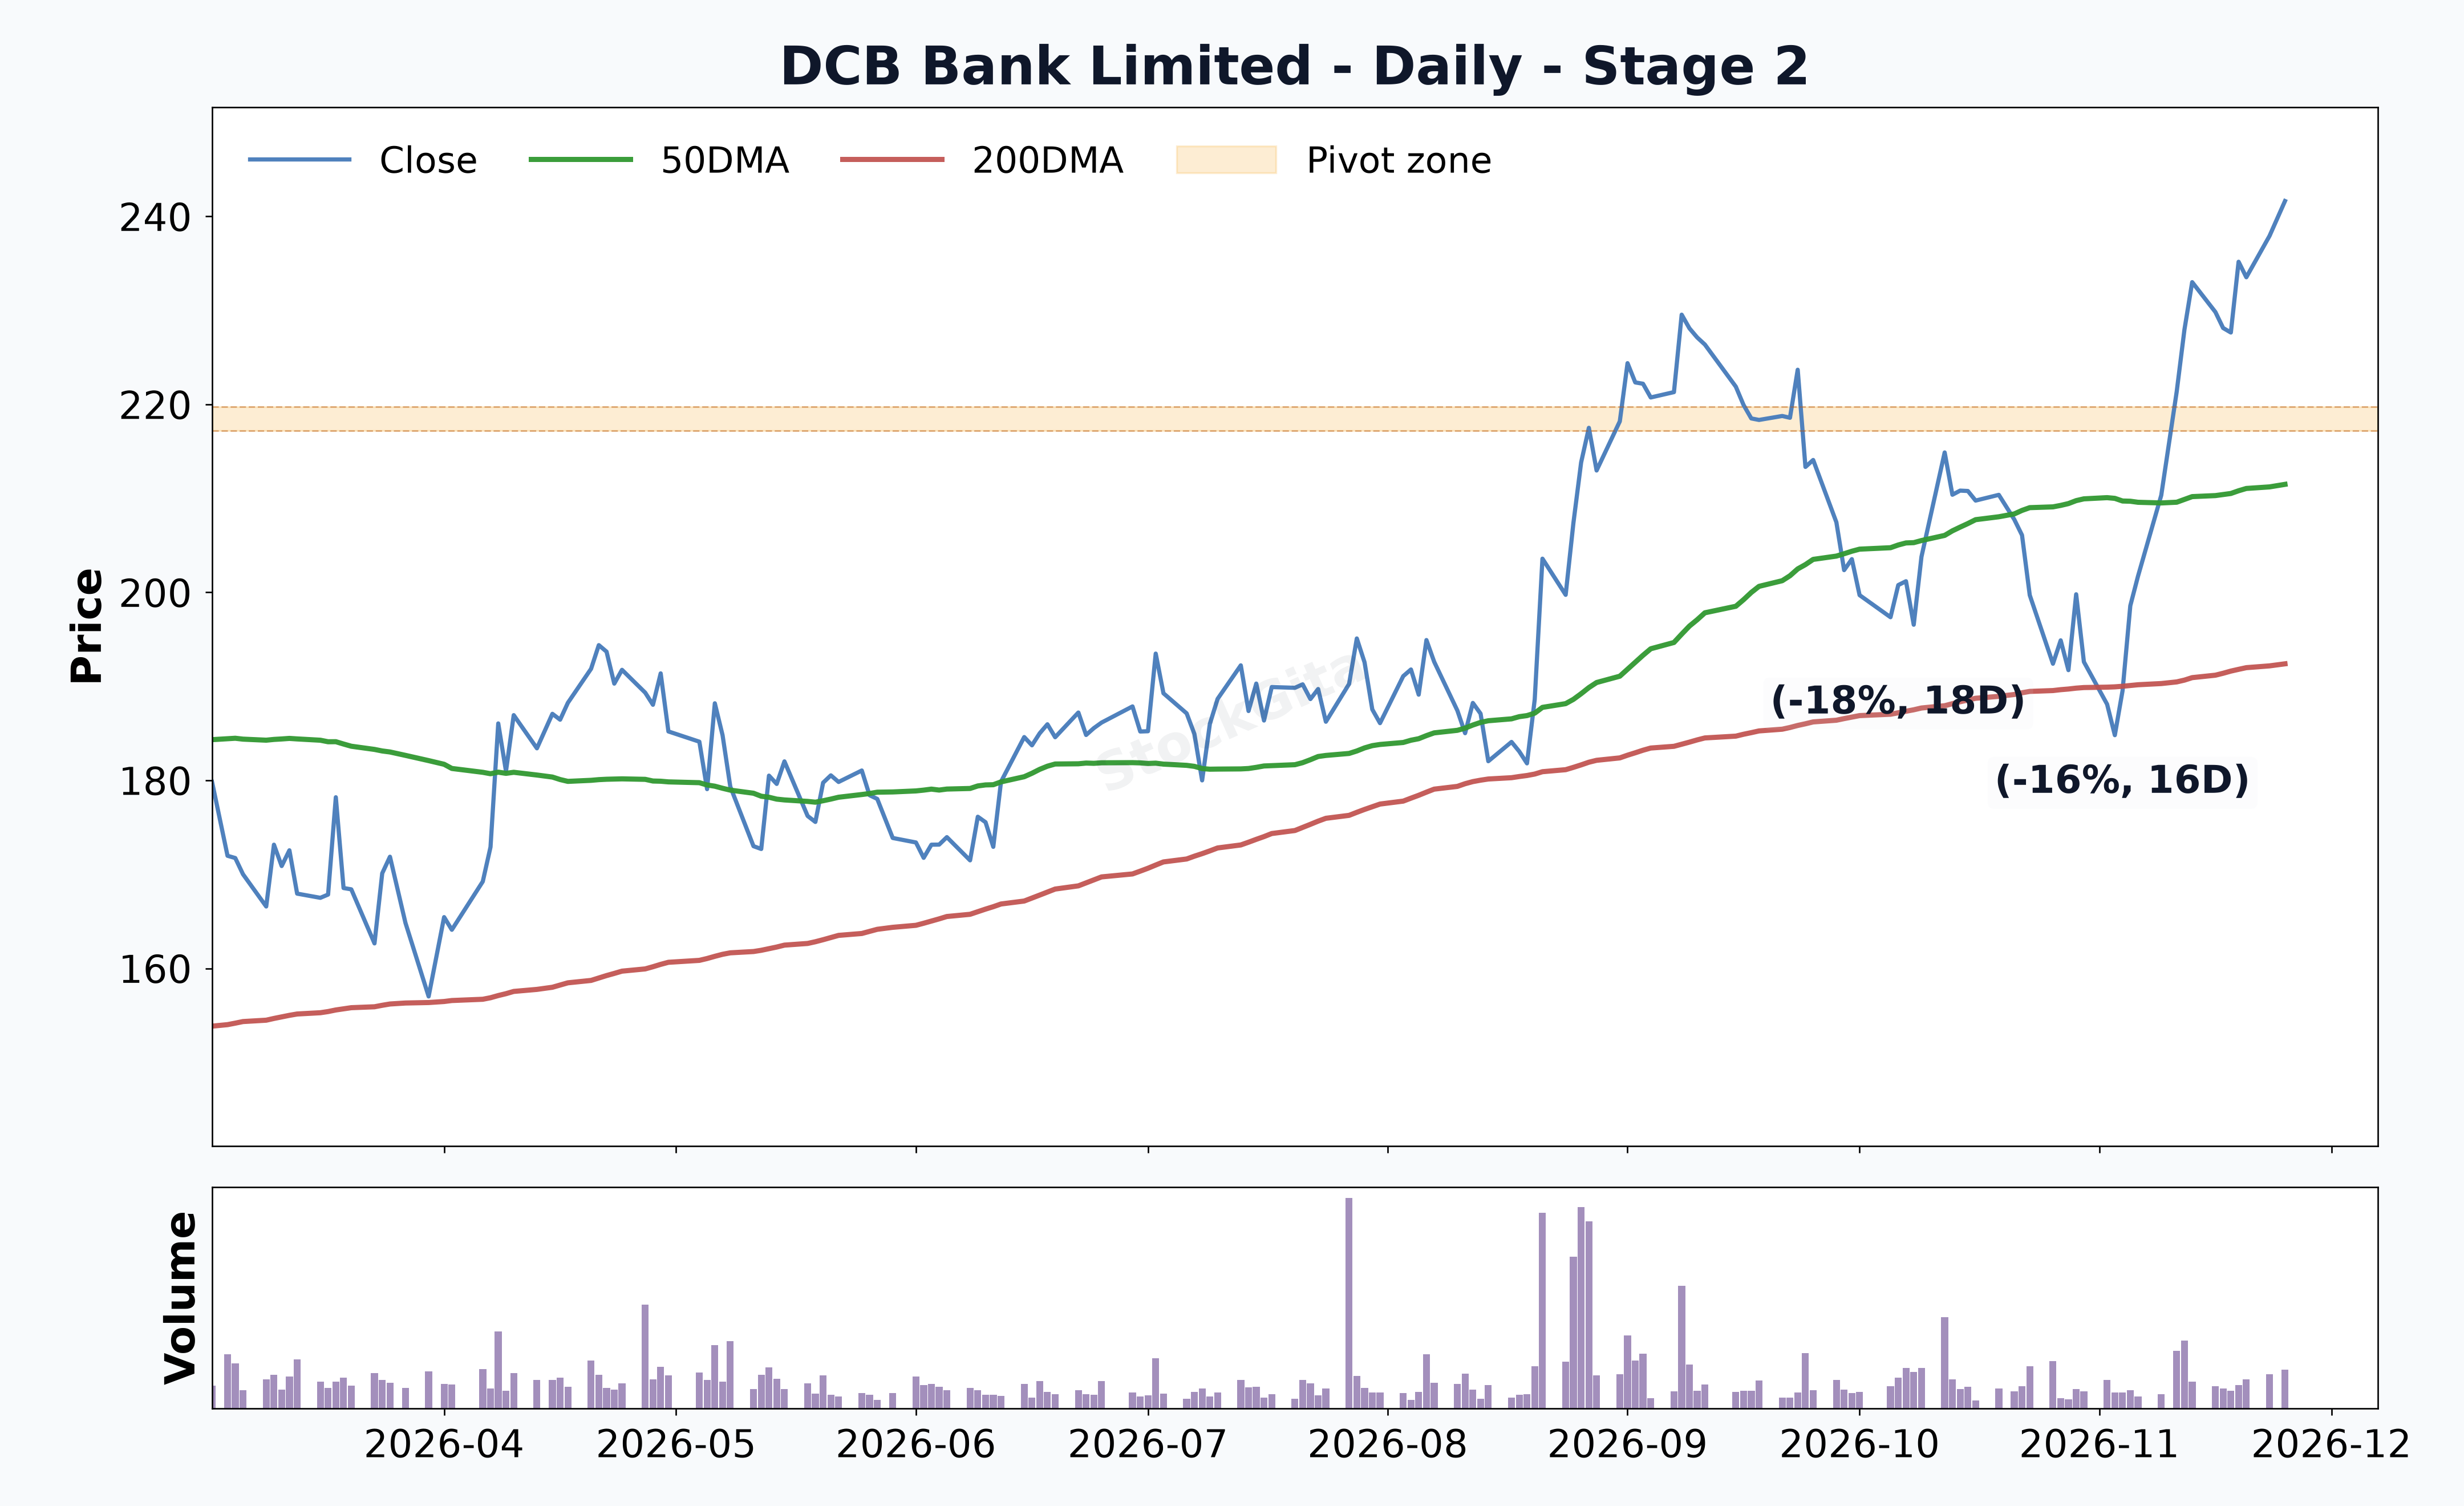 DCB Bank Limited - Daily - Stage 2
Close 50DMA 200DMA Pivot zone
240
220
200
180
160
Price
StockGita
(-18%, 18D)
(-16%, 16D)
Volume
2026-04 2026-05 2026-06 2026-07 2026-08 2026-09 2026-10 2026-11 2026-12